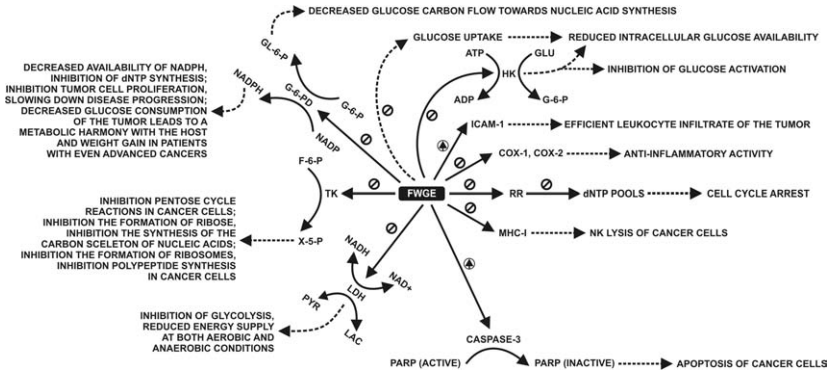 DECREASED GLUCOSE CARBON FLOW TOWARDS NUCLEIC ACID SYNTHESIS
GL-6-P
GLUCOSE UPTAKE
REDUCED INTRACELLULAR GLUCOSE AVAILABILITY
ATP
GLU
HK
INHIBITION OF GLUCOSE ACTIVATION
ADP
G-6-P
DECREASED AVAILABILITY OF NADPH,
INHIBITION OF dNTP SYNTHESIS;
INHIBITION TUMOR CELL PROLIFERATION,
SLOWING DOWN DISEASE PROGRESSION;
DECREASED GLUCOSE CONSUMPTION
OF THE TUMOR LEADS TO A
METABOLIC HARMONY WITH THE HOST
AND WEIGHT GAIN IN PATIENTS
WITH EVEN ADVANCED CANCERS
NADPH
G-6-PD
G-6-P
NADP
ICAM-1
EFFICIENT LEUKOCYTE INFILTRATE OF THE TUMOR
COX-1, COX-2
ANTI-INFLAMMATORY ACTIVITY
F-6-P
TK
FWGE
RR
dNTP POOLS
CELL CYCLE ARREST
INHIBITION PENTOSE CYCLE
REACTIONS IN CANCER CELLS;
INHIBITION THE FORMATION OF RIBOSE,
INHIBITION THE SYNTHESIS OF THE
CARBON SCELETON OF NUCLEIC ACIDS;
INHIBITION THE FORMATION OF RIBOSOMES,
INHIBITION POLYPEPTIDE SYNTHESIS
IN CANCER CELLS
X-5-P
MHC-I
NK LYSIS OF CANCER CELLS
NADH
NAD+
LDH
PYR
LAC
INHIBITION OF GLYCOLYSIS,
REDUCED ENERGY SUPPLY
AT BOTH AEROBIC AND
ANAEROBIC CONDITIONS
CASPASE-3
PARP (ACTIVE)
PARP (INACTIVE)
APOPTOSIS OF CANCER CELLS